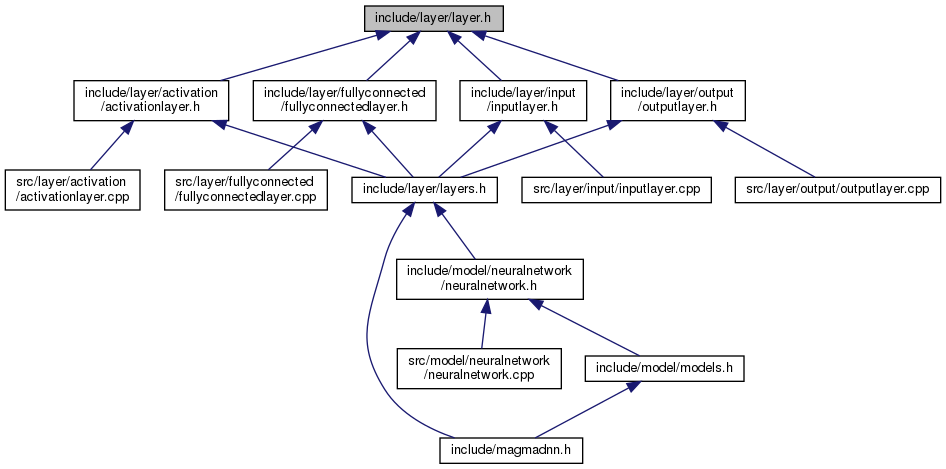 include/layer/layer.h
include/layer/activation
/activationlayer.h
include/layer/fullyconnected
/fullyconnectedlayer.h
include/layer/input
/inputlayer.h
include/layer/output
/outputlayer.h
src/layer/activation
/activationlayer.cpp
src/layer/fullyconnected
/fullyconnectedlayer.cpp
include/layer/layers.h
src/layer/input/inputlayer.cpp
src/layer/output/outputlayer.cpp
include/model/neuralnetwork
/neuralnetwork.h
src/model/neuralnetwork
/neuralnetwork.cpp
include/model/models.h
include/magmadnn.h